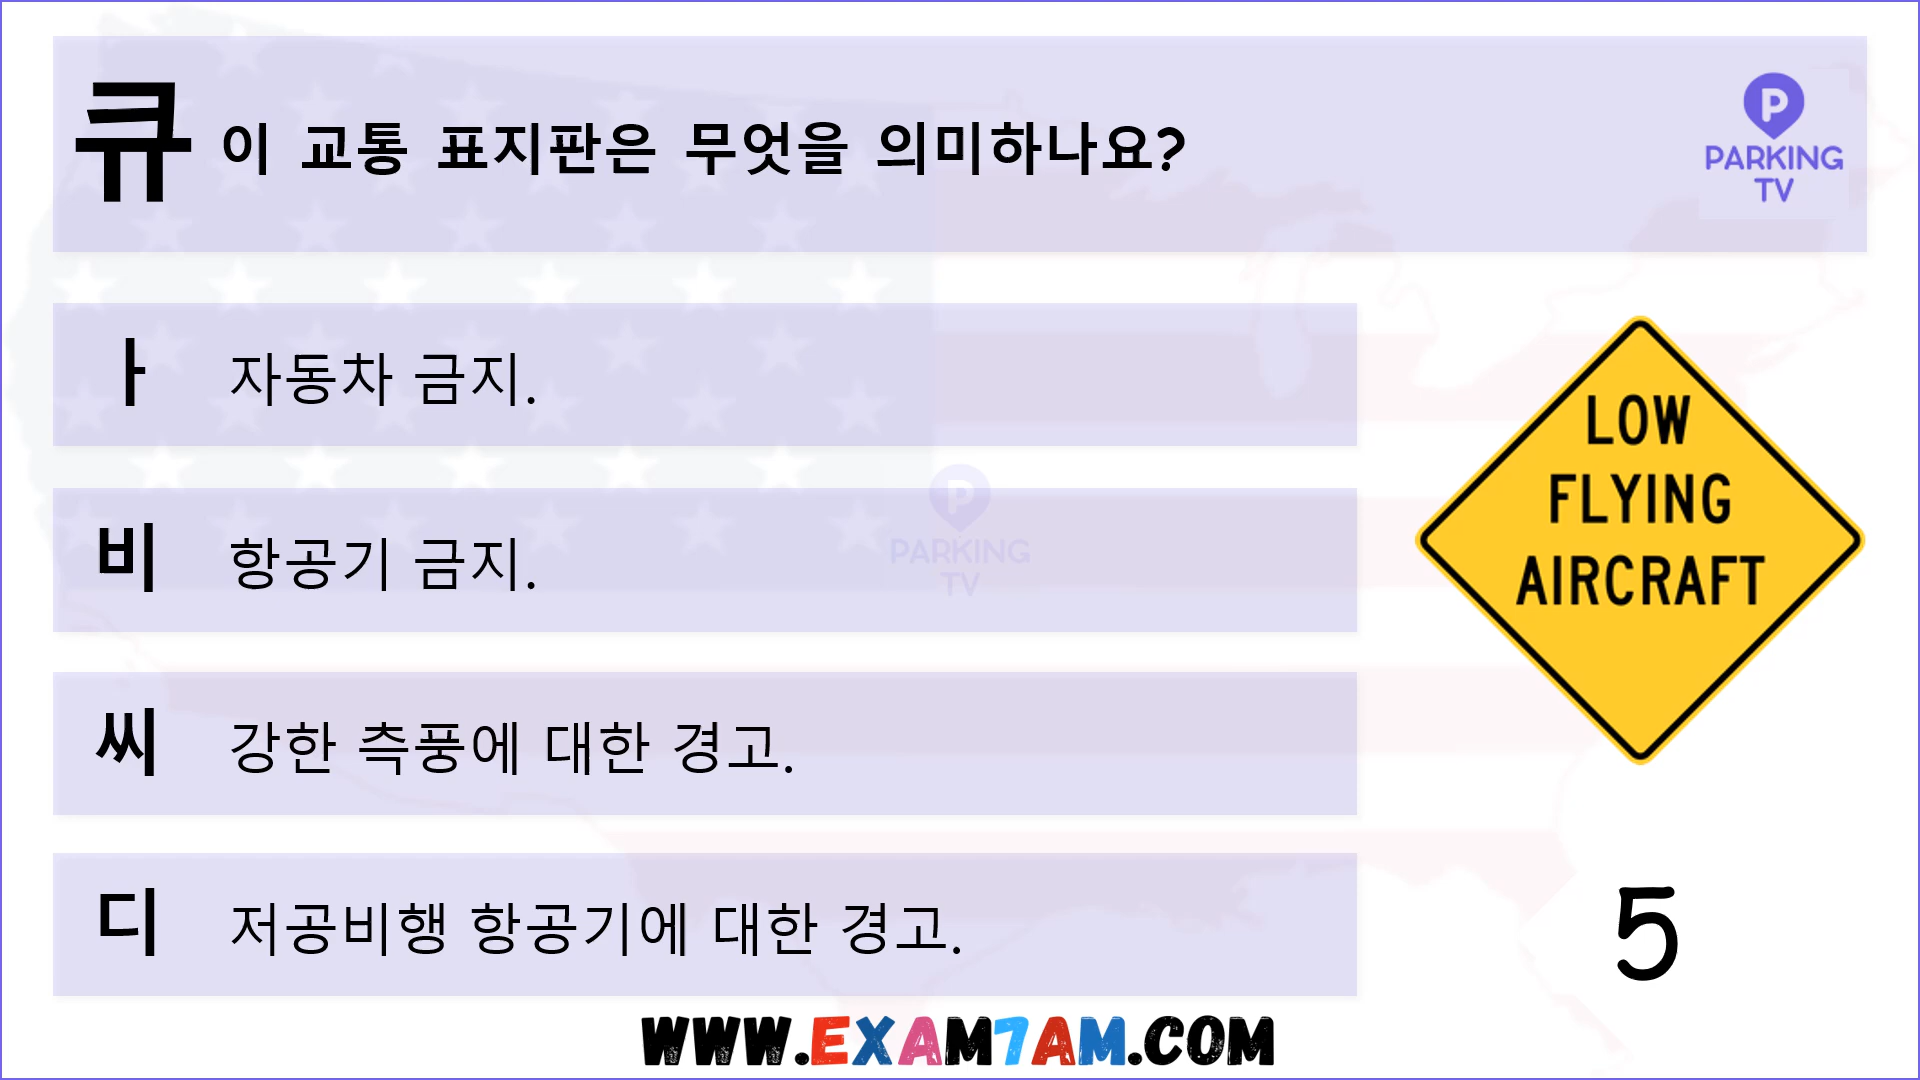 큐 이 교통 표지판은 무엇을 의미하나요?
PARKING
TV
ㅏ 자동차 금지.
비 항공기 금지.
씨 강한 측풍에 대한 경고.
디 저공비행 항공기에 대한 경고.
PARKING
TV
LOW
FLYING
AIRCRAFT
5
WWW.EXAM7AM.COM